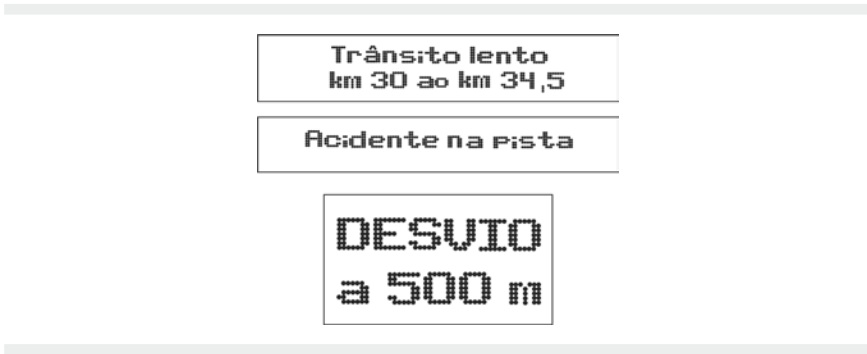 Trânsito lento
km 30 ao km 34,5
Acidente na pista
DESVIO
a 500 m